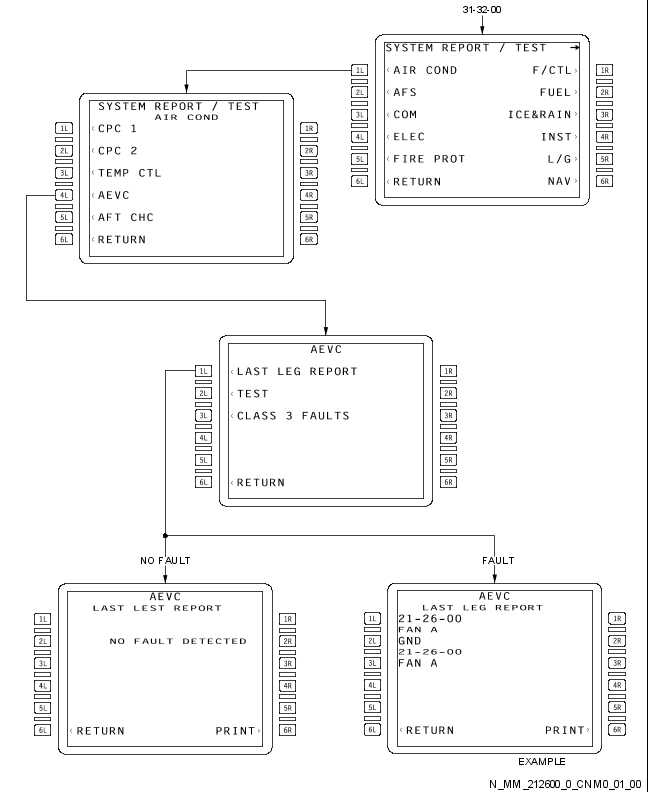 31-32-00
SYSTEM REPORT / TEST →
1L ‹AIR COND F/CTL› 1R
2L ‹AFS FUEL› 2R
3L ‹COM ICE&RAIN› 3R
4L ‹ELEC INST› 4R
5L ‹FIRE PROT L/G› 5R
6L ‹RETURN NAV› 6R
SYSTEM REPORT / TEST
AIR COND
1L ‹CPC 1 1R
2L ‹CPC 2 2R
3L ‹TEMP CTL 3R
4L ‹AEVC 4R
5L ‹AFT CHC 5R
6L ‹RETURN 6R
AEVC
1L ‹LAST LEG REPORT 1R
2L ‹TEST 2R
3L ‹CLASS 3 FAULTS 3R
4L 4R
5L 5R
6L ‹RETURN 6R
NO FAULT
FAULT
AEVC
LAST LEST REPORT
1L 1R
2L NO FAULT DETECTED 2R
3L 3R
4L 4R
5L 5R
6L ‹RETURN PRINT› 6R
AEVC
LAST LEG REPORT
1L 21-26-00 1R
FAN A
2L GND 2R
21-26-00
3L FAN A 3R
4L 4R
5L 5R
6L ‹RETURN PRINT› 6R
EXAMPLE
N_MM_212600_0_CNM0_01_00